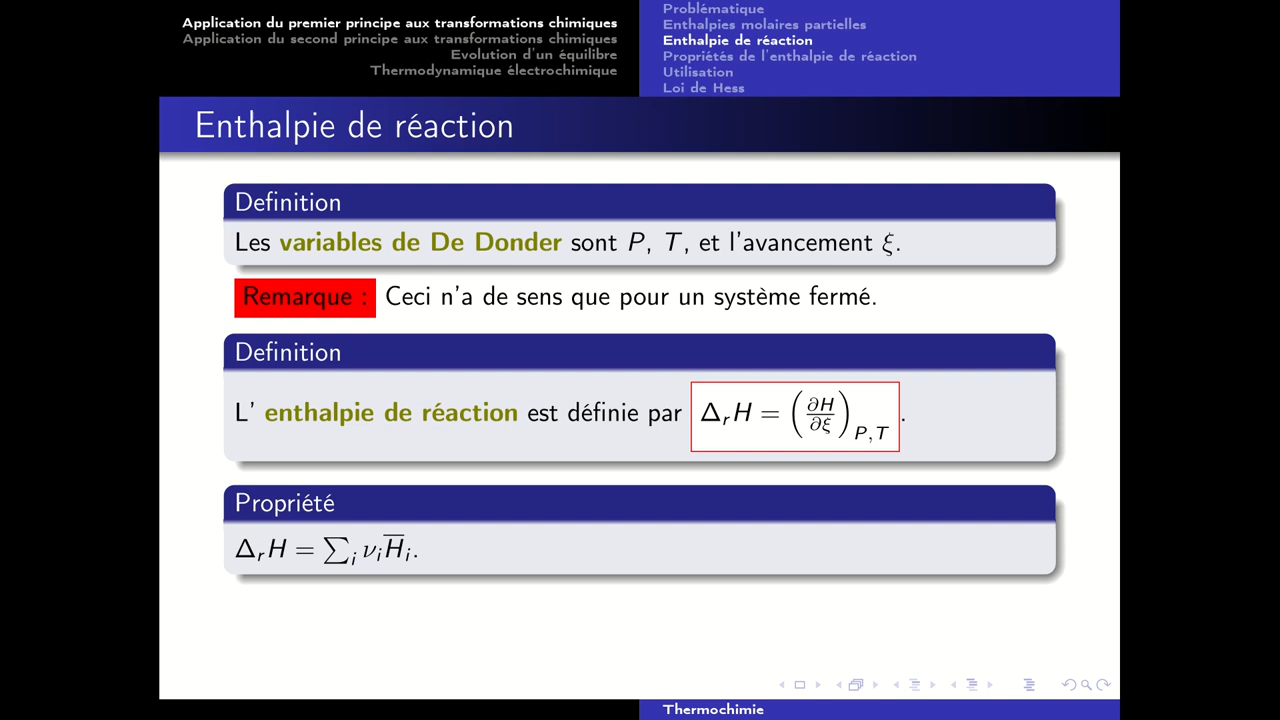 Application du premier principe aux transformations chimiques
Application du second principe aux transformations chimiques
Evolution d'un équilibre
Thermodynamique électrochimique
Problématique
Enthalpies molaires partielles
Enthalpie de réaction
Propriétés de l'enthalpie de réaction
Utilisation
Loi de Hess
Enthalpie de réaction
Definition
Les variables de De Donder sont P, T, et l'avancement ξ.
Remarque : Ceci n'a de sens que pour un système fermé.
Definition
L' enthalpie de réaction est définie par Δ_r H = (∂H/∂ξ)_{P,T}.
Propriété
Δ_r H = ∑_i ν_i H̅_i.
Thermochimie